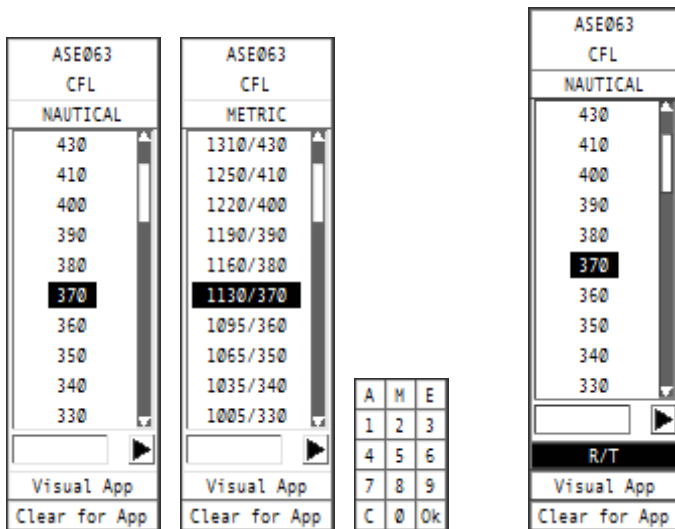 ASEØ63
CFL
NAUTICAL
43Ø
41Ø
4ØØ
39Ø
38Ø
37Ø
36Ø
35Ø
34Ø
33Ø
Visual App
Clear for App
ASEØ63
CFL
METRIC
131Ø/43Ø
125Ø/41Ø
122Ø/4ØØ
119Ø/39Ø
116Ø/38Ø
113Ø/37Ø
1Ø95/36Ø
1Ø65/35Ø
1Ø35/34Ø
1ØØ5/33Ø
Visual App
Clear for App
A M E
1 2 3
4 5 6
7 8 9
C Ø Ok
ASEØ63
CFL
NAUTICAL
43Ø
41Ø
4ØØ
39Ø
38Ø
37Ø
36Ø
35Ø
34Ø
33Ø
R/T
Visual App
Clear for App